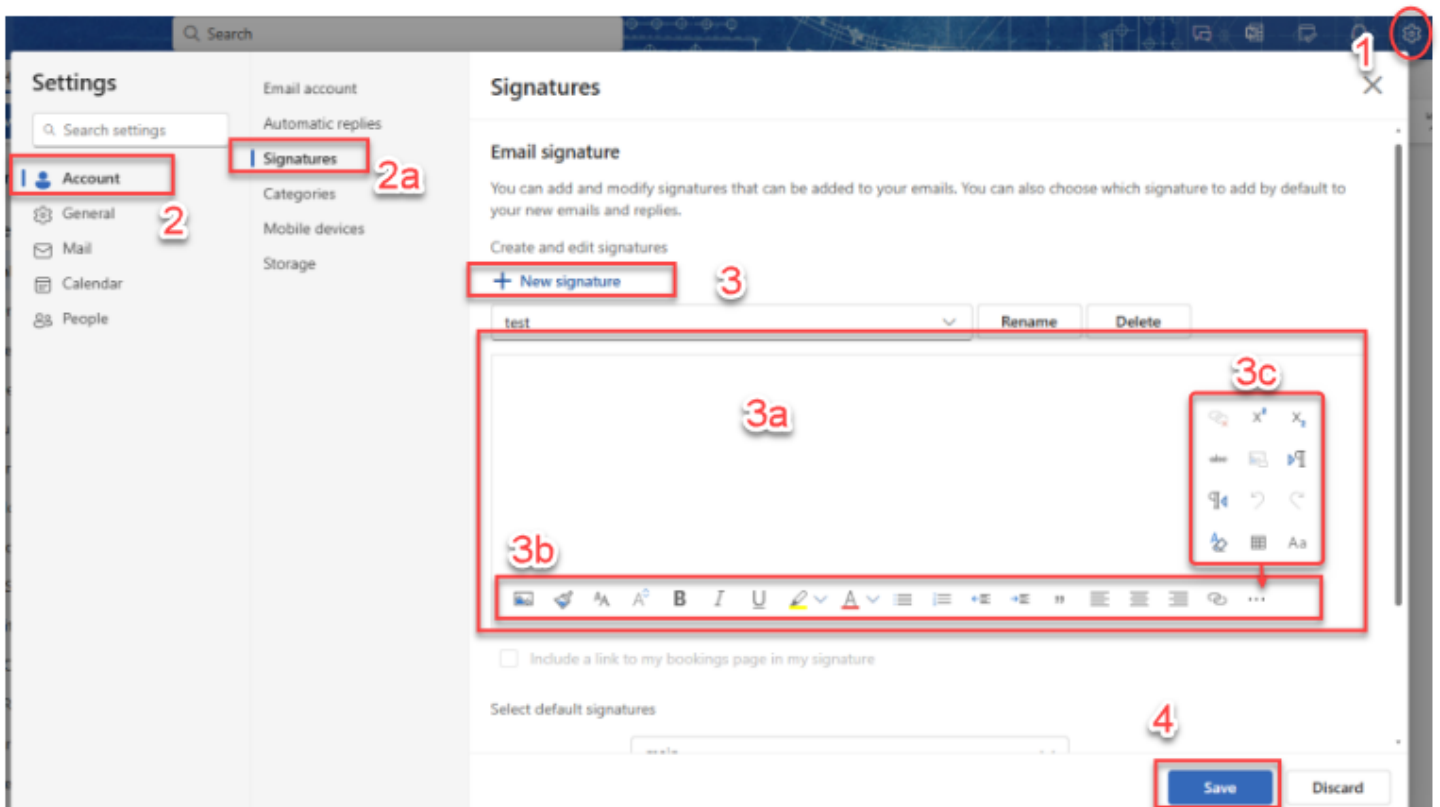 Search
1
Settings
Search settings
Account
2
General
Mail
Calendar
People
Email account
Automatic replies
Signatures
2a
Categories
Mobile devices
Storage
Signatures
Email signature
You can add and modify signatures that can be added to your emails. You can also choose which signature to add by default to
your new emails and replies.
Create and edit signatures
New signature
3
test
Rename
Delete
3a
3c
abc
Aa
3b
B I U A
Include a link to my bookings page in my signature
Select default signatures
4
Save
Discard